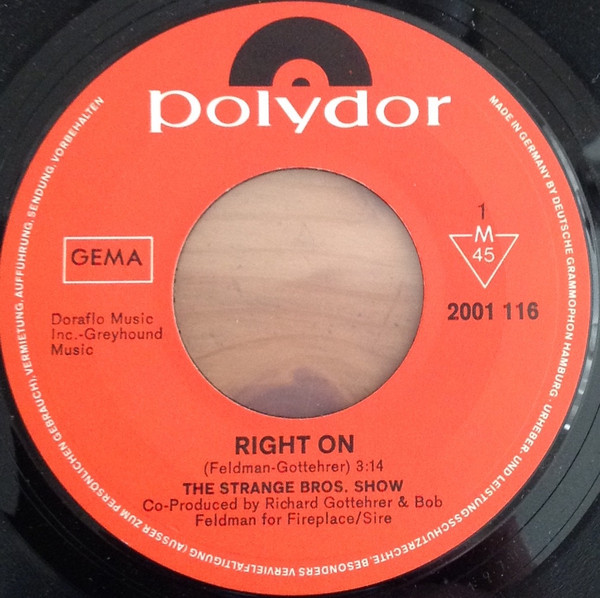 polydor
MADE IN GERMANY BY DEUTSCHE GRAMMOPHON HAMBURG · URHEBER- UND LEISTUNGSSCHUTZRECHTE, BESONDERS VERVIELFÄLTIGUNG (AUSSER ZUM PERSÖNLICHEN GEBRAUCH), VERMIETUNG, AUFFÜHRUNG, SENDUNG, VORBEHALTEN
GEMA
1
M
45
2001 116
Doraflo Music
Inc.-Greyhound
Music
RIGHT ON
(Feldman-Gottehrer) 3:14
THE STRANGE BROS. SHOW
Co-Produced by Richard Gottehrer & Bob
Feldman for Fireplace/Sire